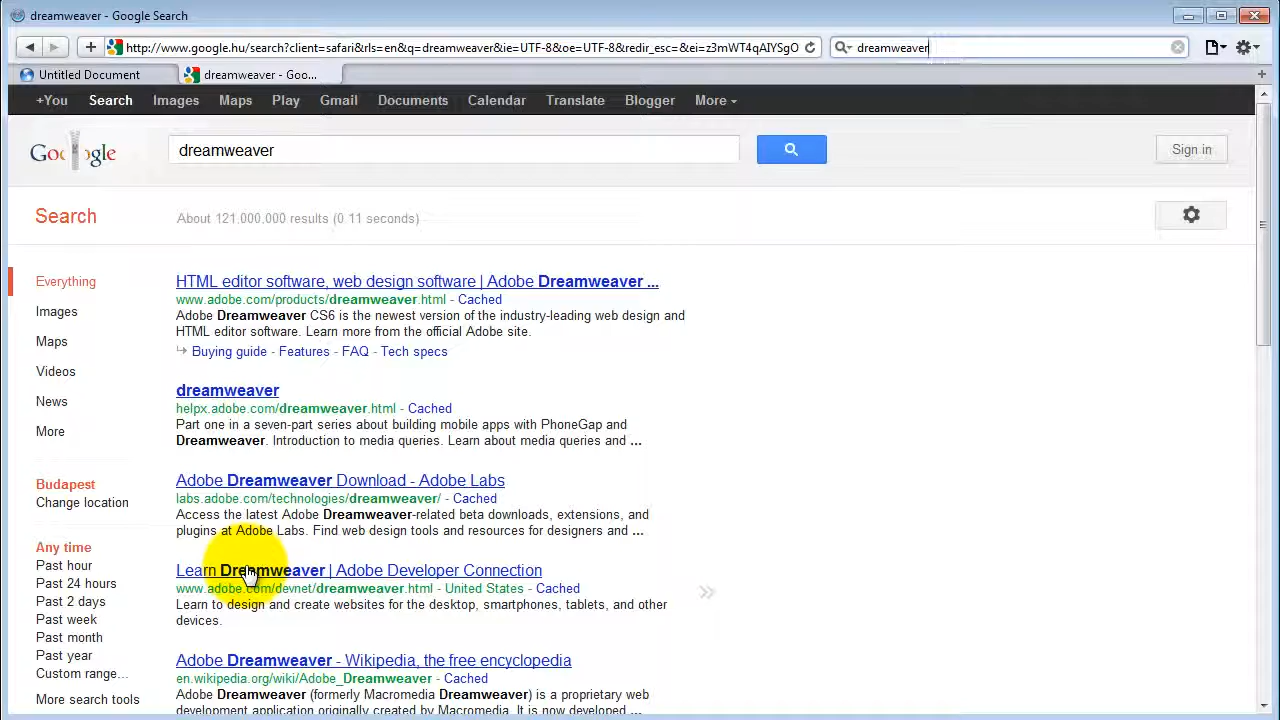 dreamweaver - Google Search
http://www.google.hu/search?client=safari&rls=en&q=dreamweaver&ie=UTF-8&oe=UTF-8&redir_esc=&ei=z3mWT4qAIYSgO
dreamweaver
Untitled Document
dreamweaver - Goo...
+You Search Images Maps Play Gmail Documents Calendar Translate Blogger More
Google
dreamweaver
Sign in
Search
About 121,000,000 results (0.11 seconds)
Everything
Images
Maps
Videos
News
More
Budapest
Change location
Any time
Past hour
Past 24 hours
Past 2 days
Past week
Past month
Past year
Custom range...
More search tools
HTML editor software, web design software | Adobe Dreamweaver ...
www.adobe.com/products/dreamweaver.html - Cached
Adobe Dreamweaver CS6 is the newest version of the industry-leading web design and
HTML editor software. Learn more from the official Adobe site.
Buying guide - Features - FAQ - Tech specs
dreamweaver
helpx.adobe.com/dreamweaver.html - Cached
Part one in a seven-part series about building mobile apps with PhoneGap and
Dreamweaver. Introduction to media queries. Learn about media queries and ...
Adobe Dreamweaver Download - Adobe Labs
labs.adobe.com/technologies/dreamweaver/ - Cached
Access the latest Adobe Dreamweaver-related beta downloads, extensions, and
plugins at Adobe Labs. Find web design tools and resources for designers and ...
Learn Dreamweaver | Adobe Developer Connection
www.adobe.com/devnet/dreamweaver.html - United States - Cached
Learn to design and create websites for the desktop, smartphones, tablets, and other
devices.
Adobe Dreamweaver - Wikipedia, the free encyclopedia
en.wikipedia.org/wiki/Adobe_Dreamweaver - Cached
Adobe Dreamweaver (formerly Macromedia Dreamweaver) is a proprietary web
development application originally created by Macromedia. It is now developed ...